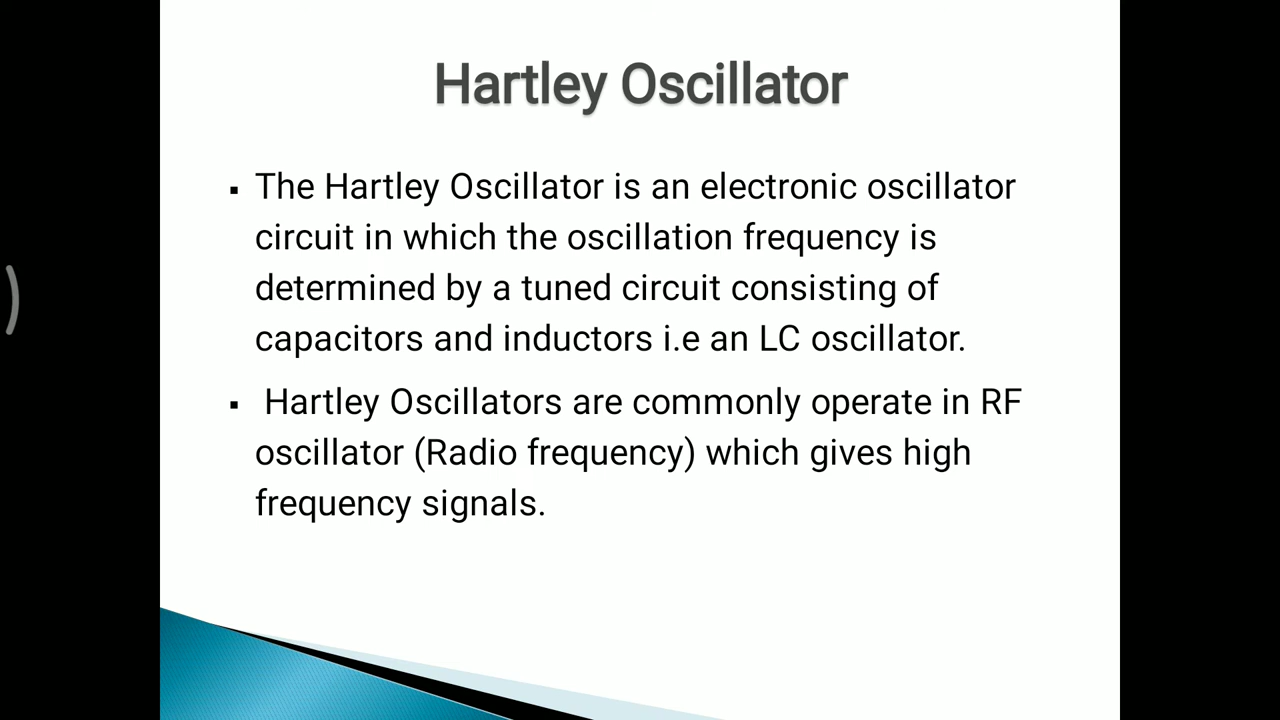 Hartley Oscillator
▪ The Hartley Oscillator is an electronic oscillator
circuit in which the oscillation frequency is
determined by a tuned circuit consisting of
capacitors and inductors i.e an LC oscillator.
▪ Hartley Oscillators are commonly operate in RF
oscillator (Radio frequency) which gives high
frequency signals.